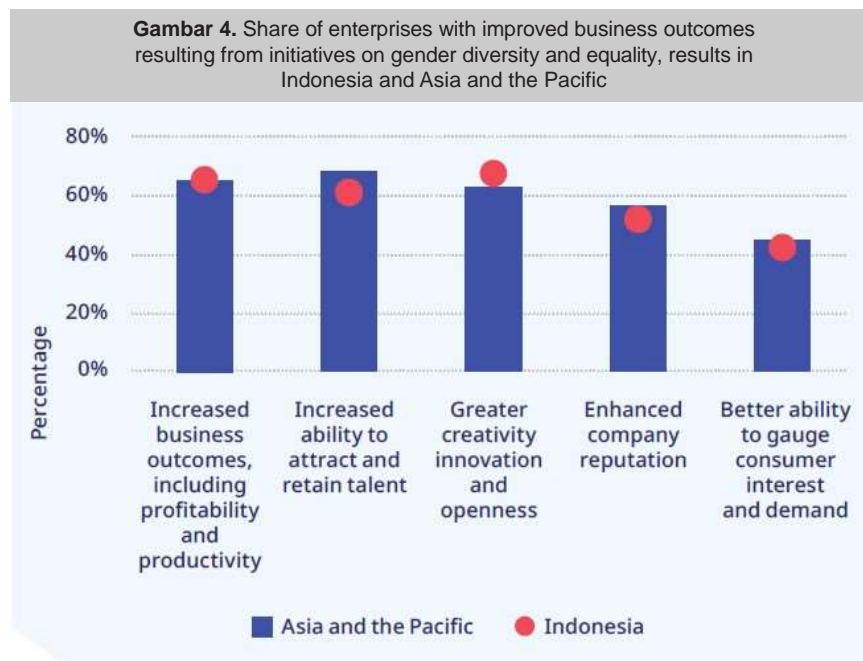 Gambar 4. Share of enterprises with improved business outcomes
resulting from initiatives on gender diversity and equality, results in
Indonesia and Asia and the Pacific
80%
60%
40%
20%
0%
Percentage
Increased
business
outcomes,
including
profitability
and
productivity
Increased
ability to
attract and
retain talent
Greater
creativity
innovation
and
openness
Enhanced
company
reputation
Better ability
to gauge
consumer
interest
and demand
Asia and the Pacific
Indonesia